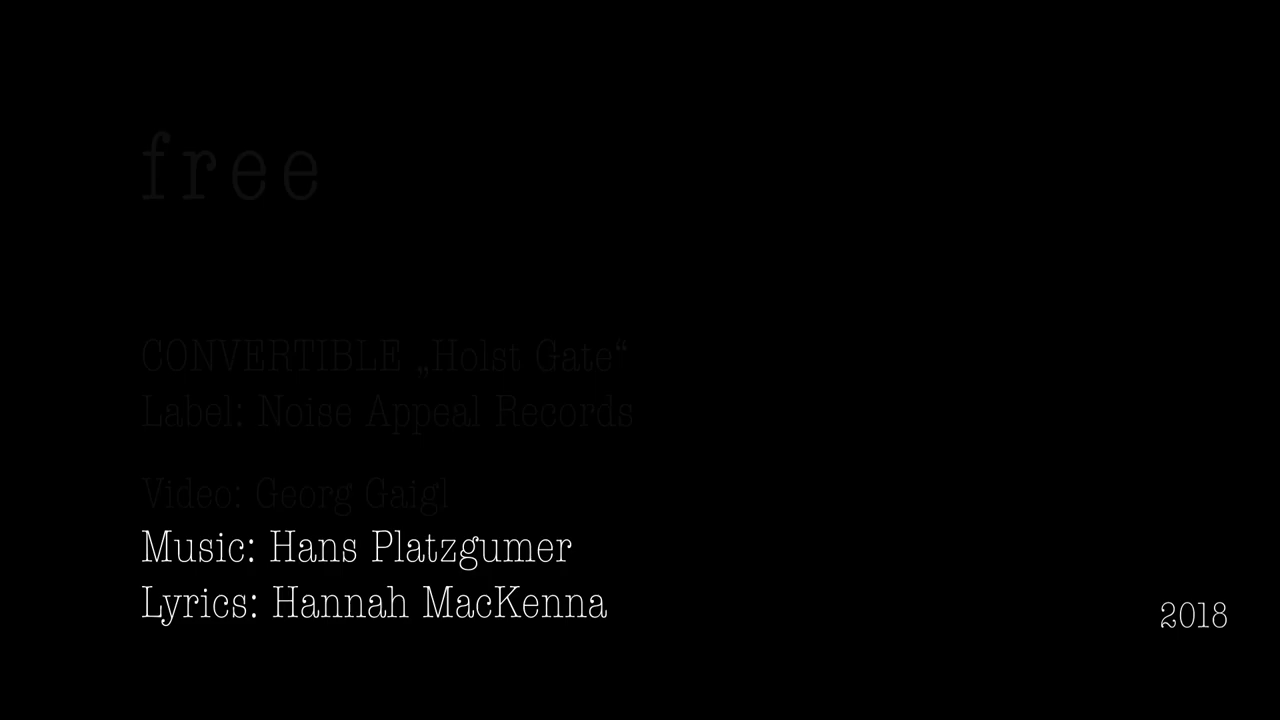 free
CONVERTIBLE „Holst Gate“
Label: Noise Appeal Records
Video: Georg Gaigl
Music: Hans Platzgumer
Lyrics: Hannah MacKenna
2018